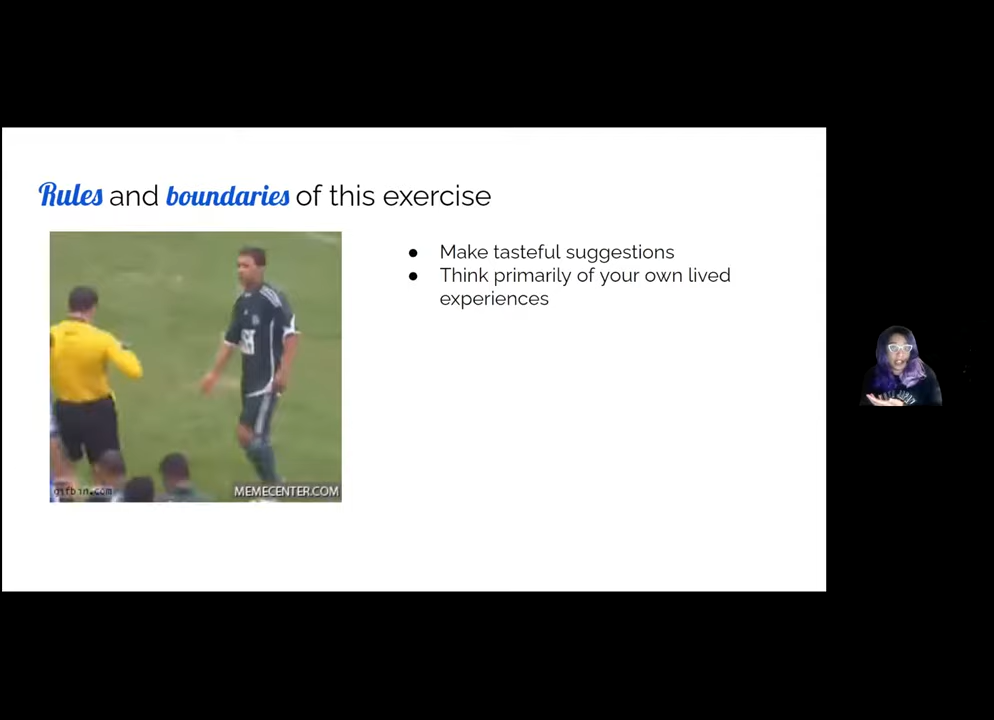 Rules and boundaries of this exercise
● Make tasteful suggestions
● Think primarily of your own lived
experiences
gifbin.com
MEMECENTER.COM